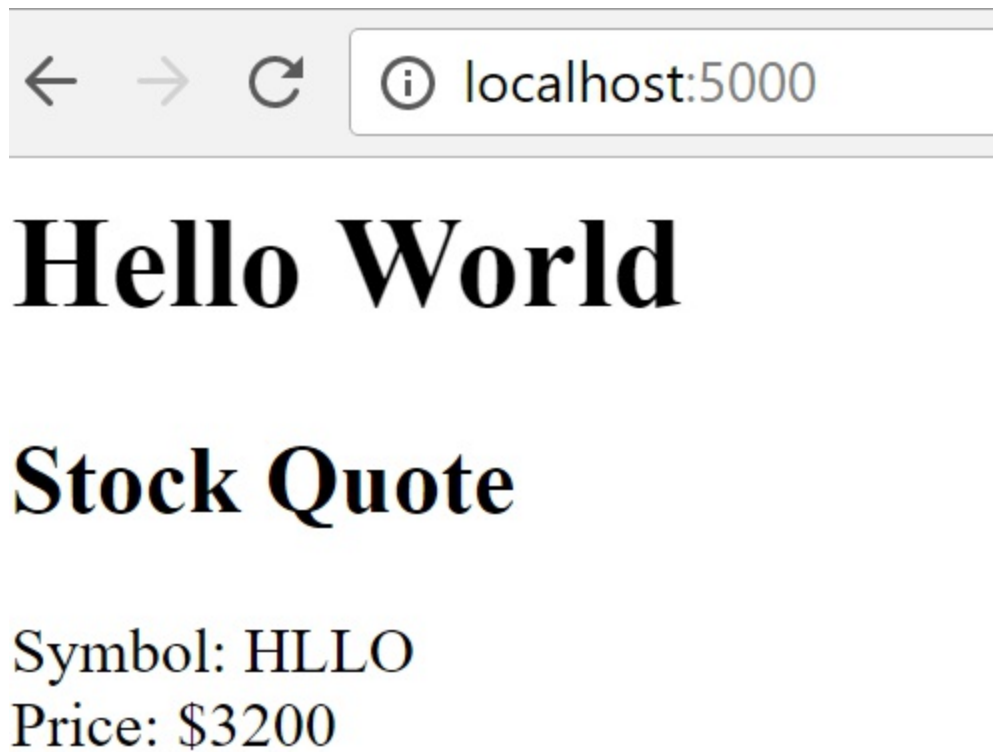 localhost:5000
Hello World
Stock Quote
Symbol: HLLO
Price: $3200